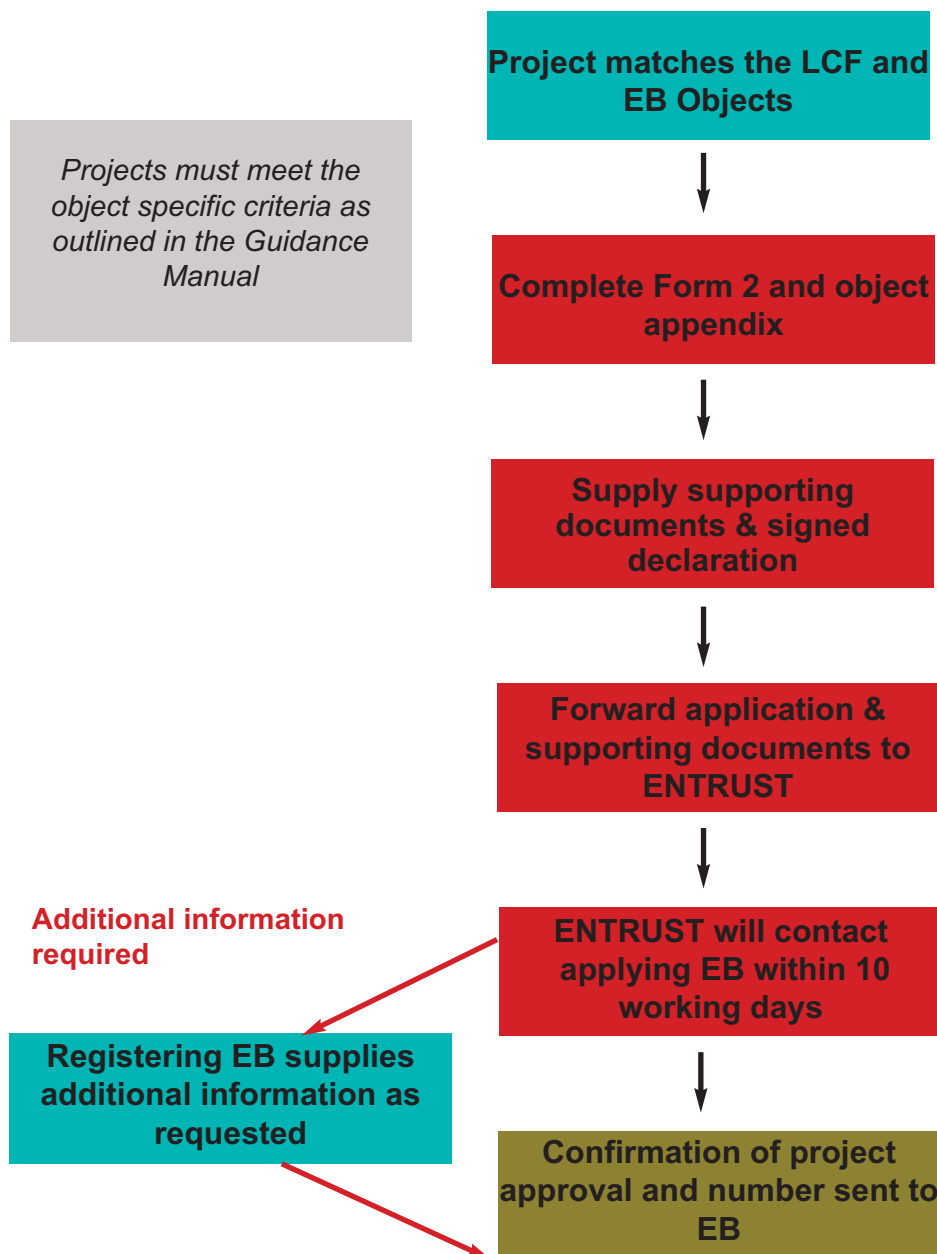 Project matches the LCF and
EB Objects
Projects must meet the
object specific criteria as
outlined in the Guidance
Manual
Complete Form 2 and object
appendix
Supply supporting
documents & signed
declaration
Forward application &
supporting documents to
ENTRUST
Additional information
required
ENTRUST will contact
applying EB within 10
working days
Registering EB supplies
additional information as
requested
Confirmation of project
approval and number sent to
EB